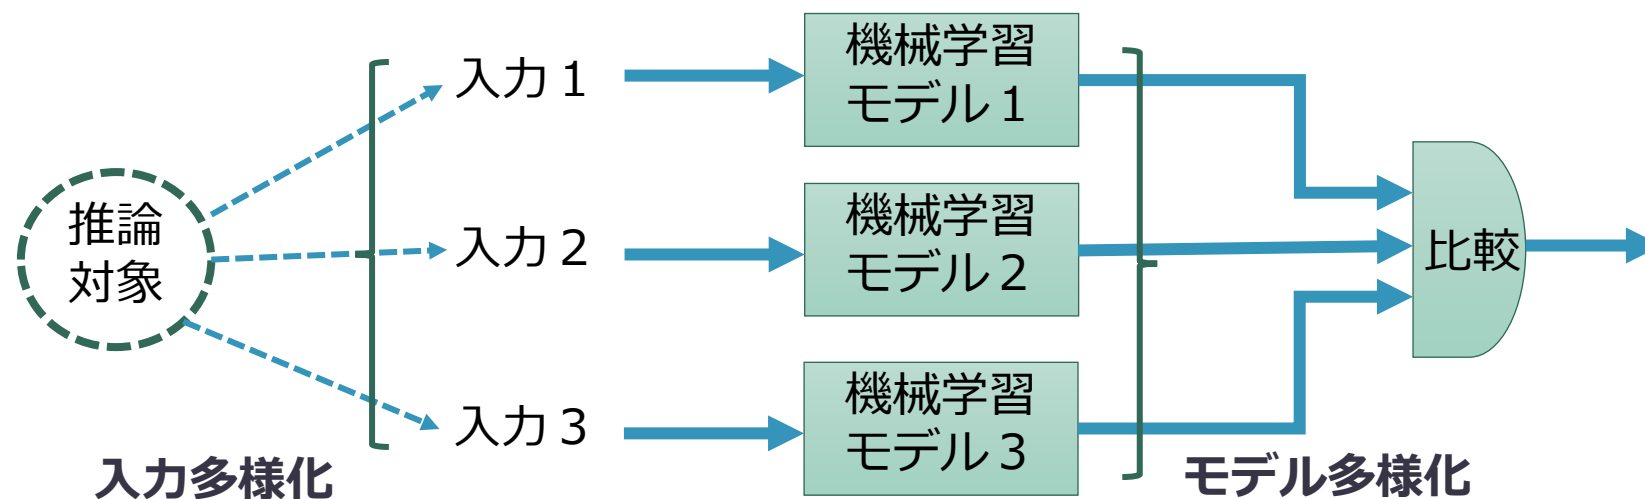 推論
対象
入力1
入力2
入力3
機械学習
モデル1
機械学習
モデル2
機械学習
モデル3
比較
入力多様化
モデル多様化